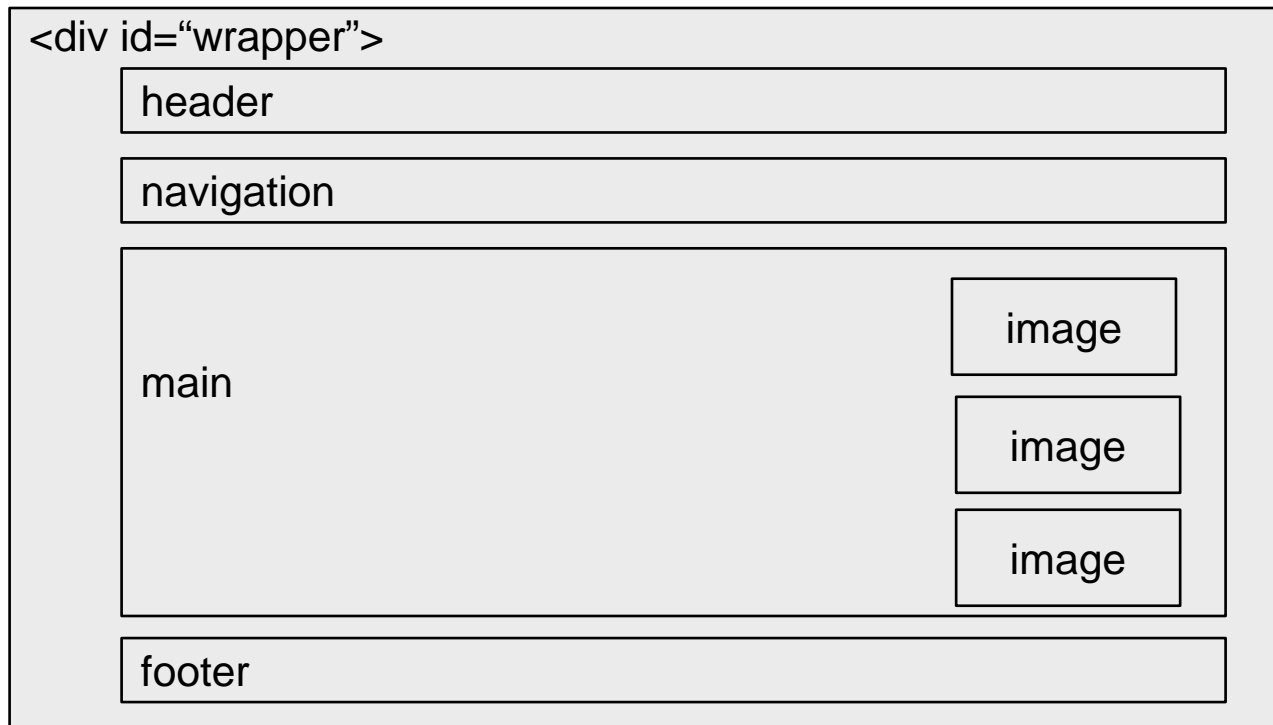 <div id=“wrapper”>
header
navigation
image
main
image
image
footer